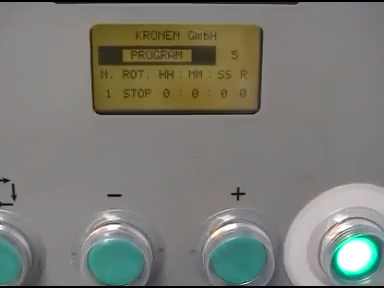 KRONEN GmbH
PROGRAM 5
N. ROT. HH : MM : SS R
1 STOP 0 : 0 : 0 0
- +